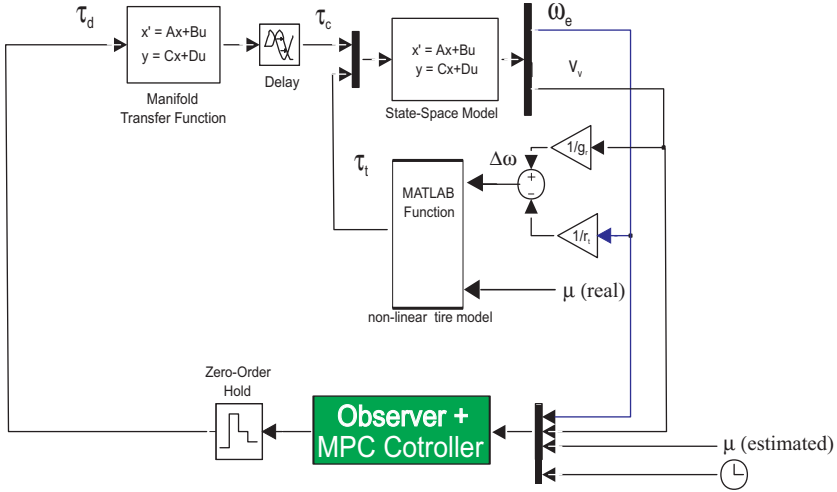 τd
x' = Ax+Bu
y = Cx+Du
Manifold
Transfer Function
Delay
τc
x' = Ax+Bu
y = Cx+Du
State-Space Model
ωe
Vv
τt
MATLAB
Function
non-linear tire model
Δω
+
−
1/gr
1/rt
μ (real)
Zero-Order
Hold
Observer +
MPC Cotroller
μ (estimated)